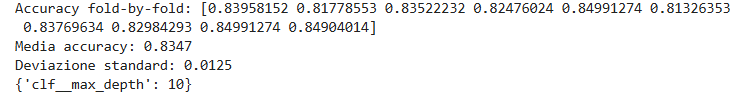 Accuracy fold-by-fold: [0.83958152 0.81778553 0.83522232 0.82476024 0.84991274 0.81326353
0.83769634 0.82984293 0.84991274 0.84904014]
Media accuracy: 0.8347
Deviazione standard: 0.0125
{'clf__max_depth': 10}